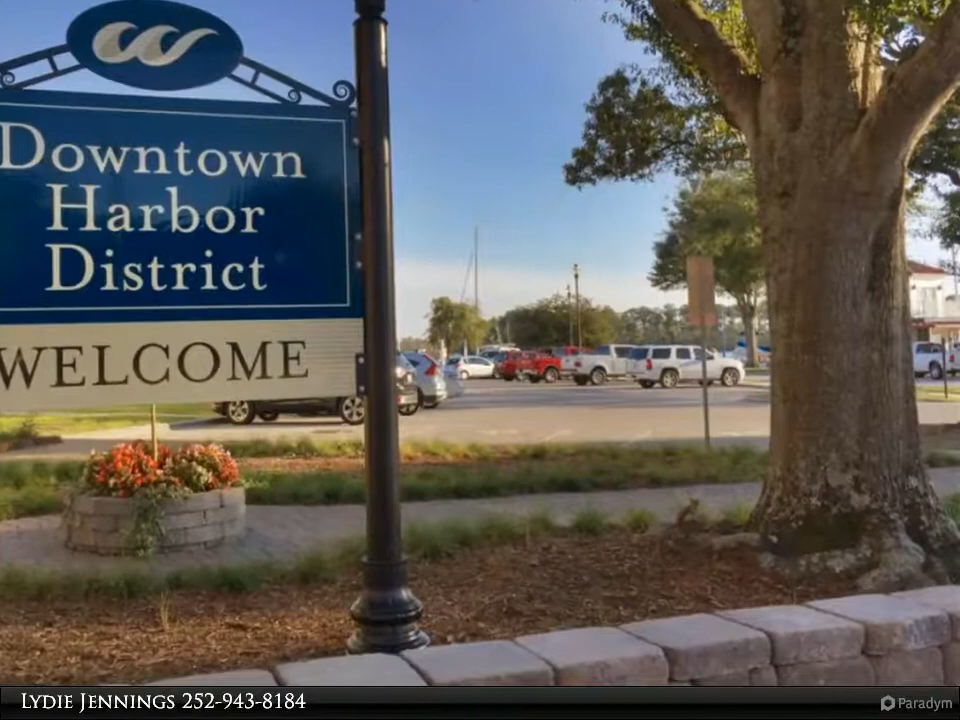 Downtown
Harbor
District
WELCOME
LYDIE JENNINGS 252-943-8184
Paradym